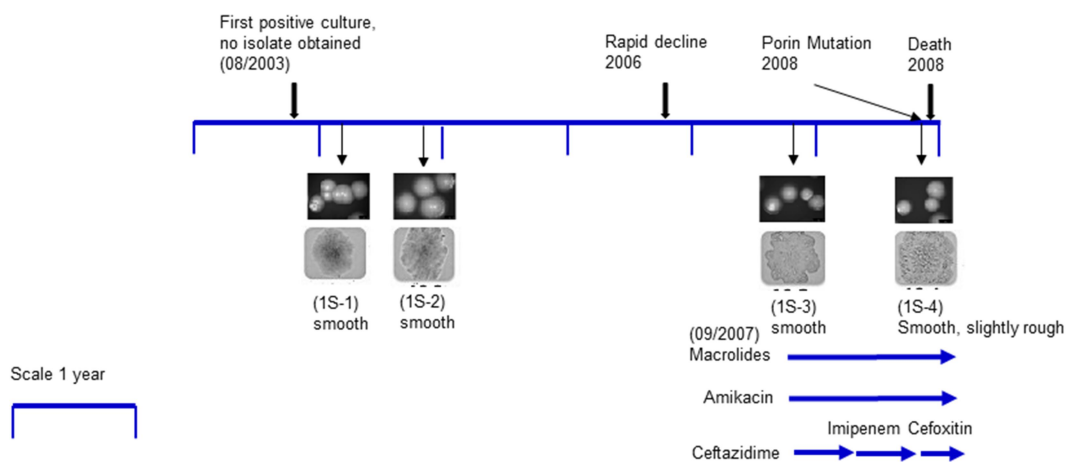 First positive culture,
no isolate obtained
(08/2003)
Rapid decline
2006
Porin Mutation
2008
Death
2008
(1S-1)
smooth
(1S-2)
smooth
(1S-3)
smooth
(1S-4)
Smooth, slightly rough
(09/2007)
Macrolides
Scale 1 year
Amikacin
Imipenem Cefoxitin
Ceftazidime